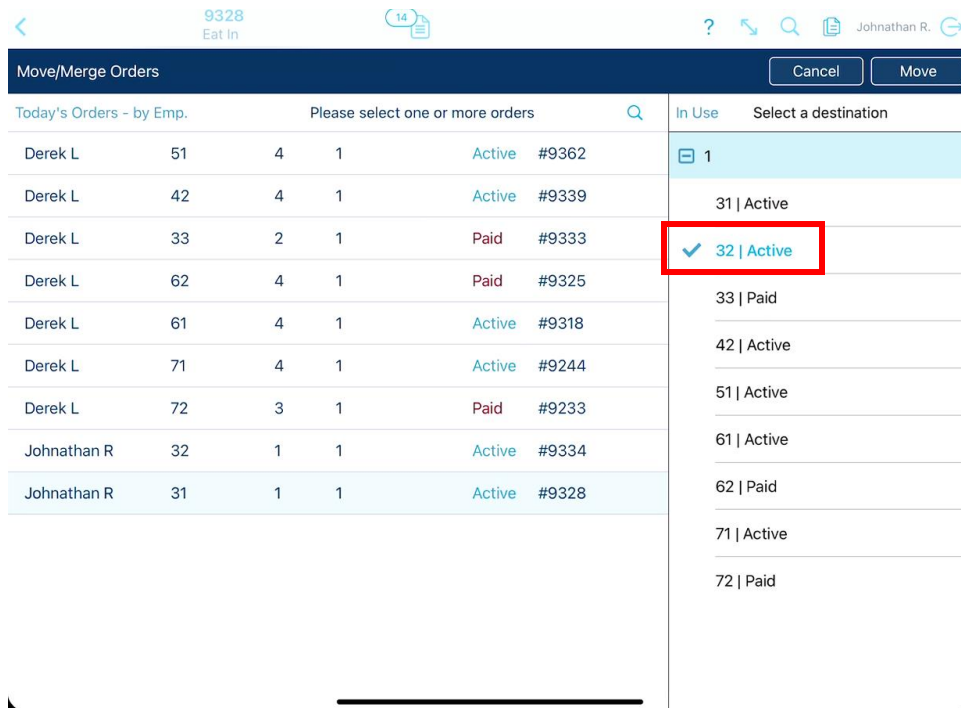 9328
Eat In
14
?
Johnathan R.
Move/Merge Orders
Cancel
Move
Today's Orders - by Emp.
Please select one or more orders
In Use
Select a destination
Derek L 51 4 1 Active #9362
Derek L 42 4 1 Active #9339
Derek L 33 2 1 Paid #9333
Derek L 62 4 1 Paid #9325
Derek L 61 4 1 Active #9318
Derek L 71 4 1 Active #9244
Derek L 72 3 1 Paid #9233
Johnathan R 32 1 1 Active #9334
Johnathan R 31 1 1 Active #9328
1
31 | Active
32 | Active
33 | Paid
42 | Active
51 | Active
61 | Active
62 | Paid
71 | Active
72 | Paid